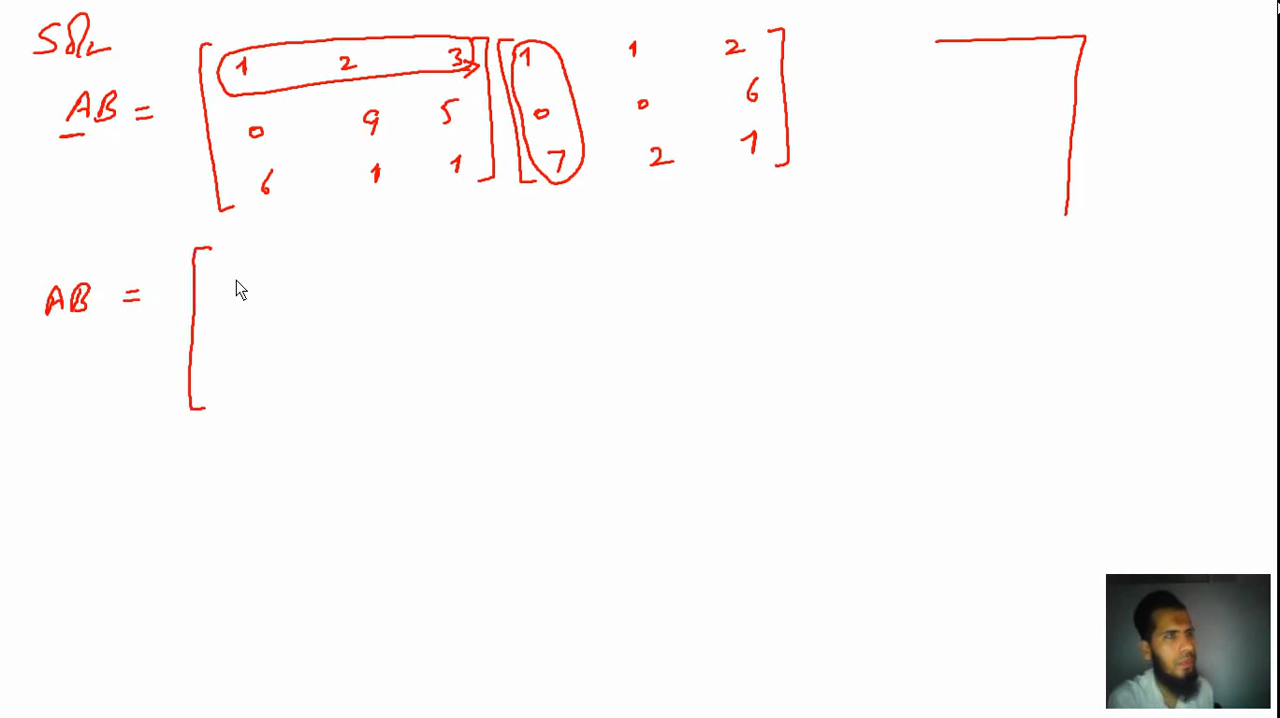 Sol
AB = [ 1 2 3 ] [ 1 1 2 ]
0 9 5 0 0 6
6 1 1 7 2 1
AB = [